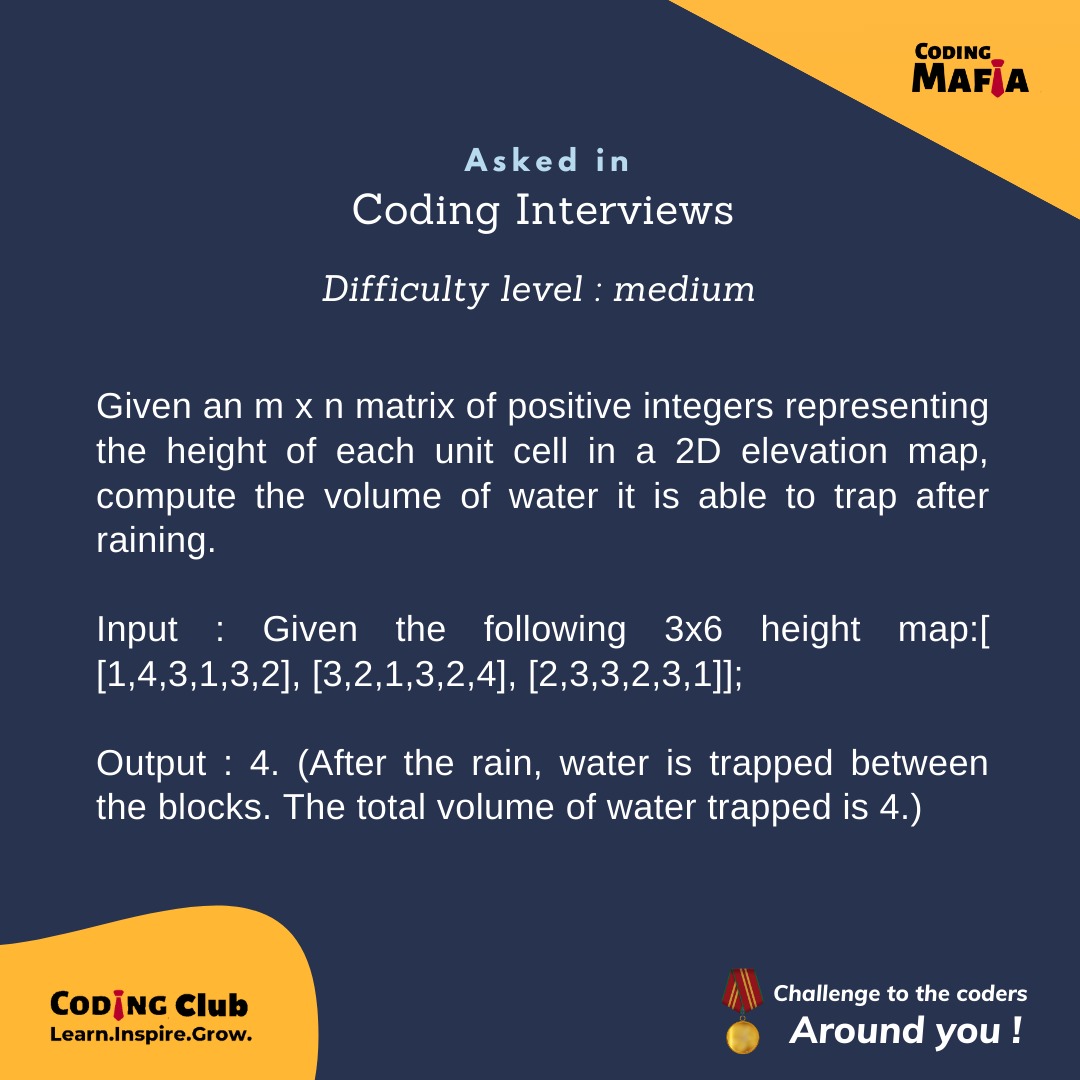 CODING
MAFIA
Asked in
Coding Interviews
Difficulty level : medium
Given an m x n matrix of positive integers representing
the height of each unit cell in a 2D elevation map,
compute the volume of water it is able to trap after
raining.
Input : Given the following 3x6 height map:[
[1,4,3,1,3,2], [3,2,1,3,2,4], [2,3,3,2,3,1]];
Output : 4. (After the rain, water is trapped between
the blocks. The total volume of water trapped is 4.)
CODING Club
Learn.Inspire.Grow.
Challenge to the coders
Around you !